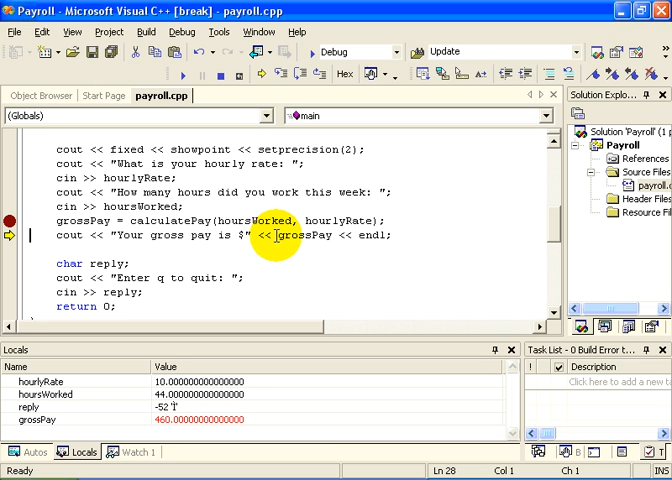 Payroll - Microsoft Visual C++ [break] - payroll.cpp
File Edit View Project Build Debug Tools Window Help
Debug Update
Hex
Object Browser Start Page payroll.cpp
(Globals) main
cout << fixed << showpoint << setprecision(2);
cout << "What is your hourly rate: ";
cin >> hourlyRate;
cout << "How many hours did you work this week: ";
cin >> hoursWorked;
grossPay = calculatePay(hoursWorked, hourlyRate);
cout << "Your gross pay is $" << grossPay << endl;
char reply;
cout << "Enter q to quit: ";
cin >> reply;
return 0;
Solution Explo...
Solution 'Payroll' (1 p
Payroll
References
Source Files
payroll.c
Header Files
Resource Fi
Locals
Name Value
hourlyRate 10.000000000000000
hoursWorked 44.000000000000000
reply -52
grossPay 460.00000000000000
Autos Locals Watch 1
Task List - 0 Build Error T
! Description
Click here to add a new ta
B T
Ready Ln 28 Col 1 Ch 1 INS